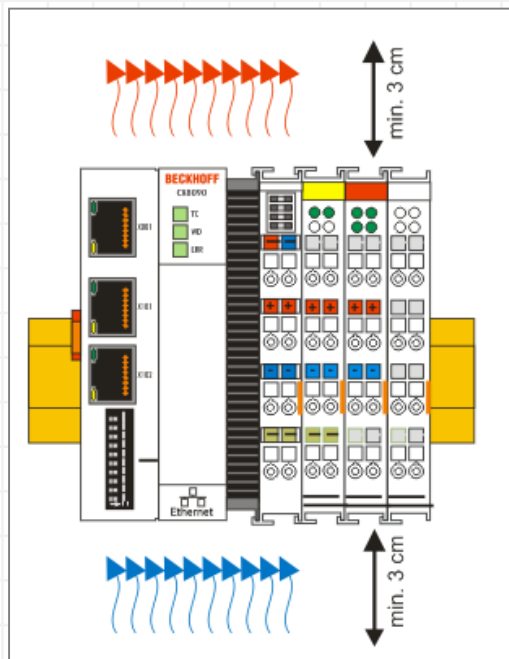 min. 3 cm
BECKHOFF
CX8090
TC
WD
ERR
X001
X101
X102
Ethernet
min. 3 cm